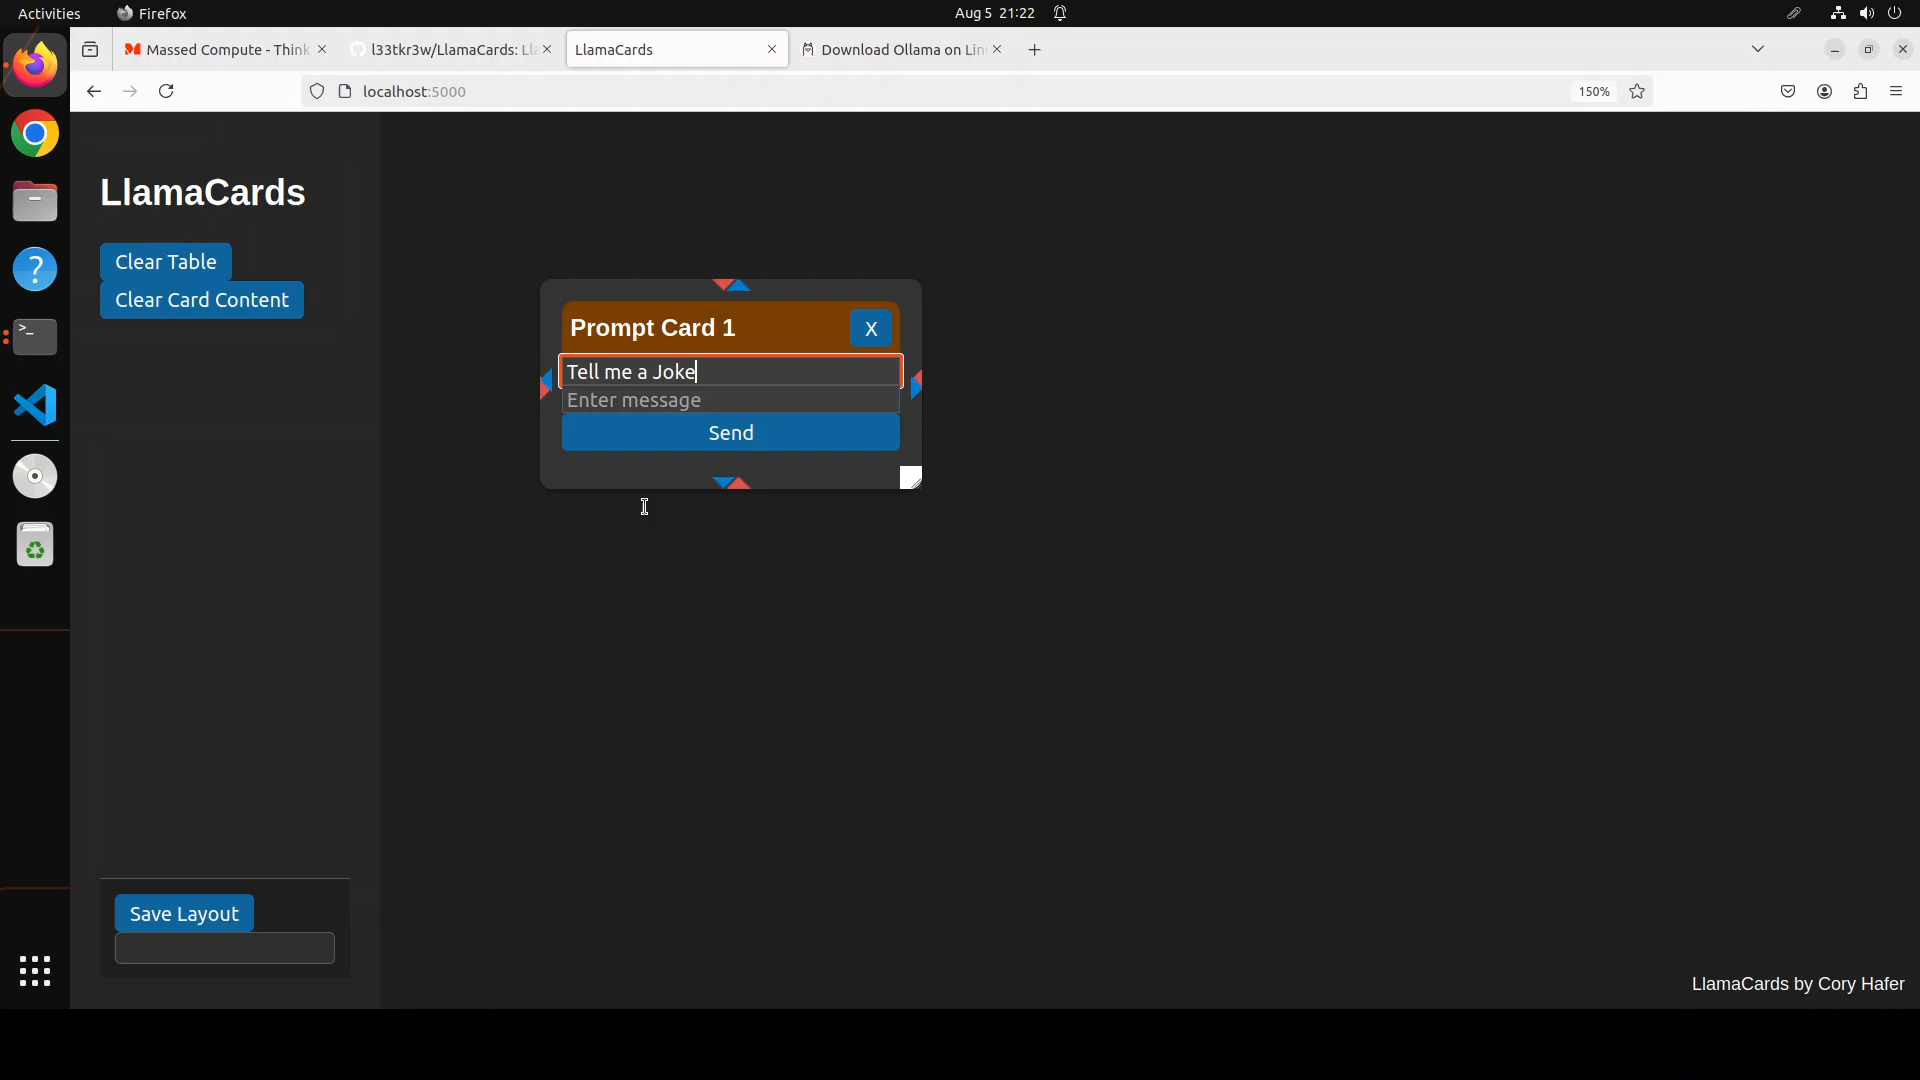 Activities
Firefox
Aug 5 21:22
Massed Compute - Think
l33tkr3w/LlamaCards: Ll
LlamaCards
Download Ollama on Lin
localhost:5000
150%
LlamaCards
Clear Table
Clear Card Content
Prompt Card 1
X
Tell me a Joke
Enter message
Send
Save Layout
LlamaCards by Cory Hafer